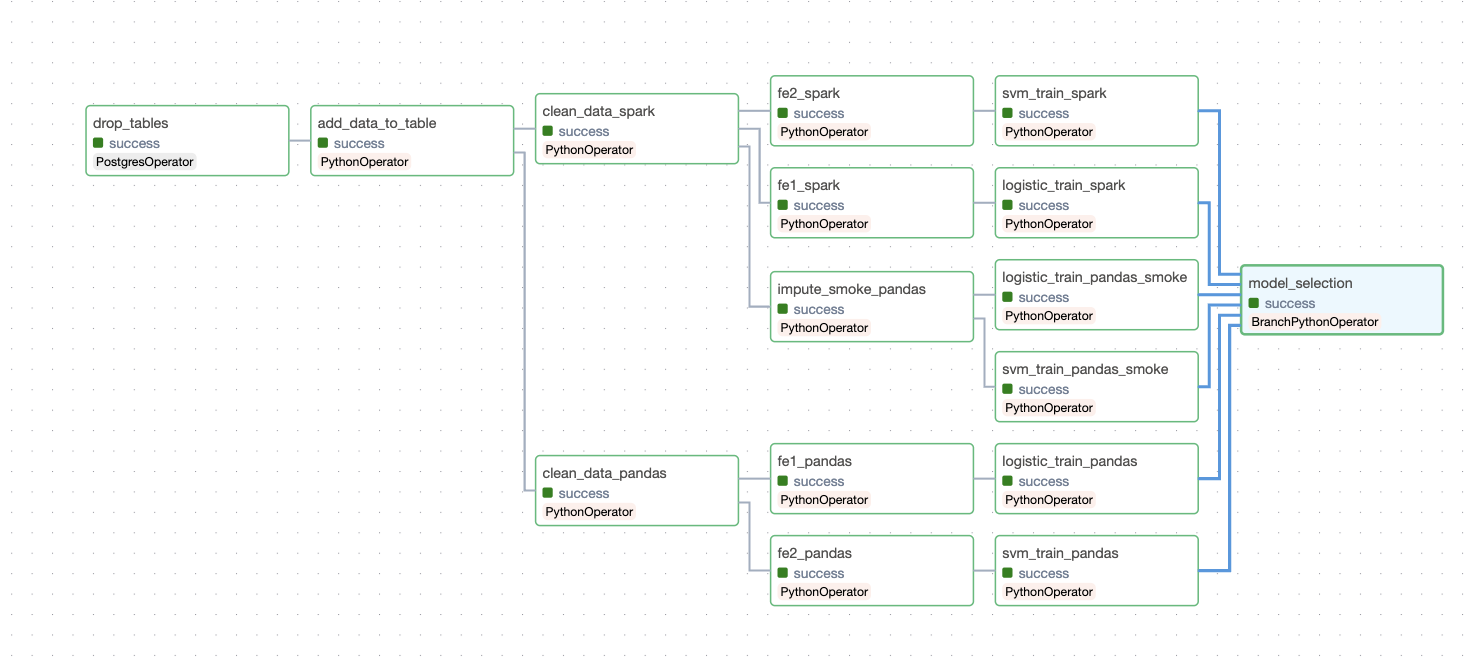 drop_tables
success
PostgresOperator
add_data_to_table
success
PythonOperator
clean_data_spark
success
PythonOperator
fe2_spark
success
PythonOperator
svm_train_spark
success
PythonOperator
fe1_spark
success
PythonOperator
logistic_train_spark
success
PythonOperator
impute_smoke_pandas
success
PythonOperator
logistic_train_pandas_smoke
success
PythonOperator
svm_train_pandas_smoke
success
PythonOperator
model_selection
success
BranchPythonOperator
clean_data_pandas
success
PythonOperator
fe1_pandas
success
PythonOperator
logistic_train_pandas
success
PythonOperator
fe2_pandas
success
PythonOperator
svm_train_pandas
success
PythonOperator